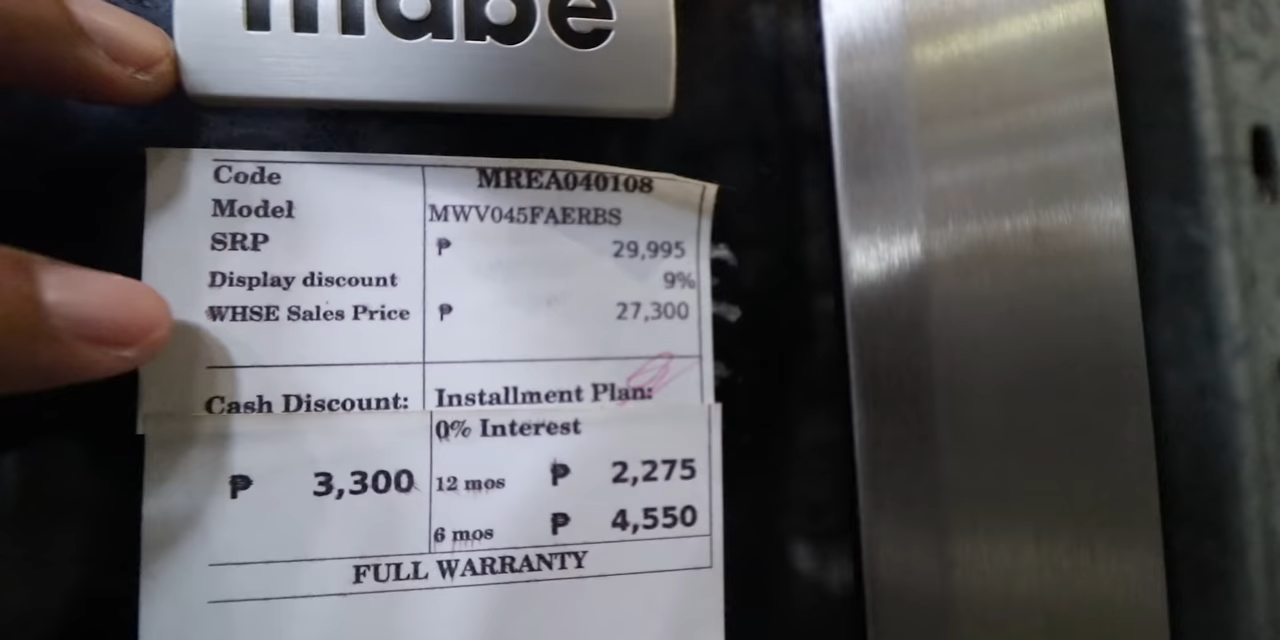 mabe
Code MREA040108
Model MWV045FAERBS
SRP ₱ 29,995
Display discount 9%
WHSE Sales Price ₱ 27,300
Cash Discount: Installment Plan:
0% Interest
₱ 3,300 12 mos ₱ 2,275
6 mos ₱ 4,550
FULL WARRANTY